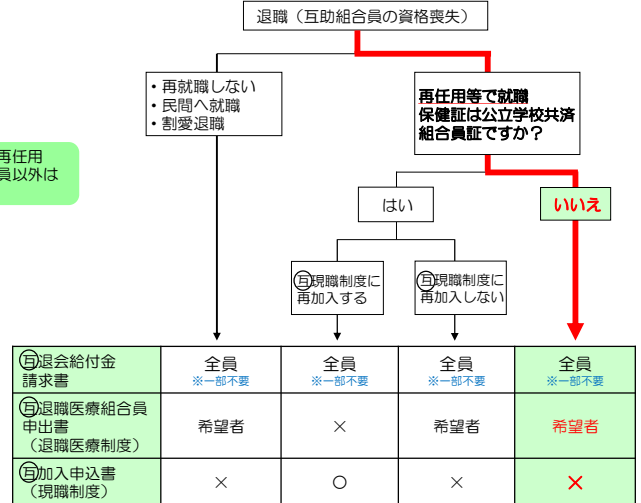 退職（互助組合員の資格喪失）
・再就職しない
・民間へ就職
・割愛退職
再任用等で就職
保健証は公立学校共済
組合員証ですか？
再任用
員以外は
はい
いいえ
互現職制度に
再加入する
互現職制度に
再加入しない
互退会給付金
請求書
全員
※一部不要
全員
※一部不要
全員
※一部不要
全員
※一部不要
互退職医療組合員
申出書
（退職医療制度）
希望者
×
希望者
希望者
互加入申込書
（現職制度）
×
○
×
×